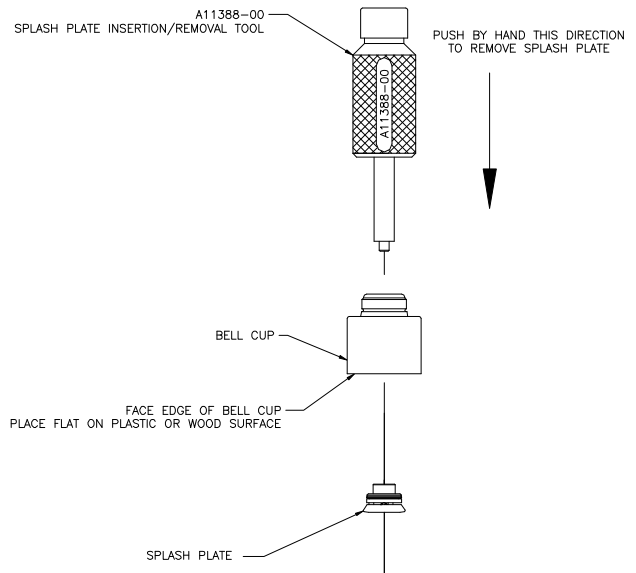 A11388-00
SPLASH PLATE INSERTION/REMOVAL TOOL
PUSH BY HAND THIS DIRECTION
TO REMOVE SPLASH PLATE
A11388-00
BELL CUP
FACE EDGE OF BELL CUP
PLACE FLAT ON PLASTIC OR WOOD SURFACE
SPLASH PLATE